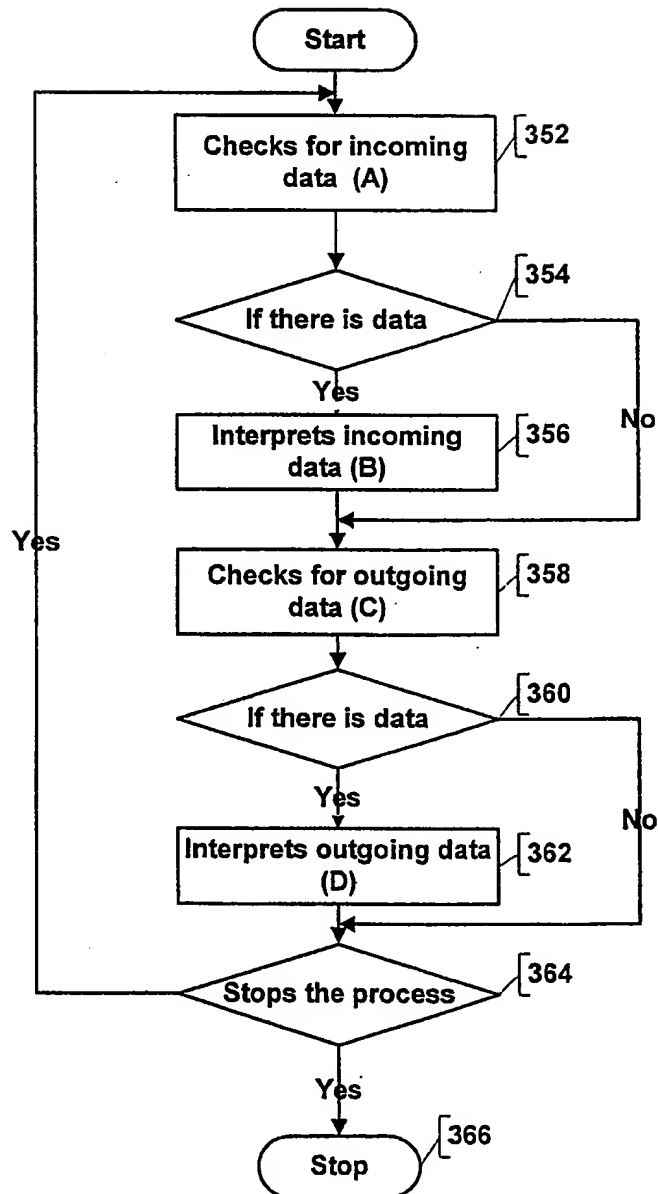 Start
Checks for incoming
data (A)
352
If there is data
354
Yes
No
Interprets incoming
data (B)
356
Yes
Checks for outgoing
data (C)
358
If there is data
360
Yes
No
Interprets outgoing data
(D)
362
Stops the process
364
Yes
Stop
366